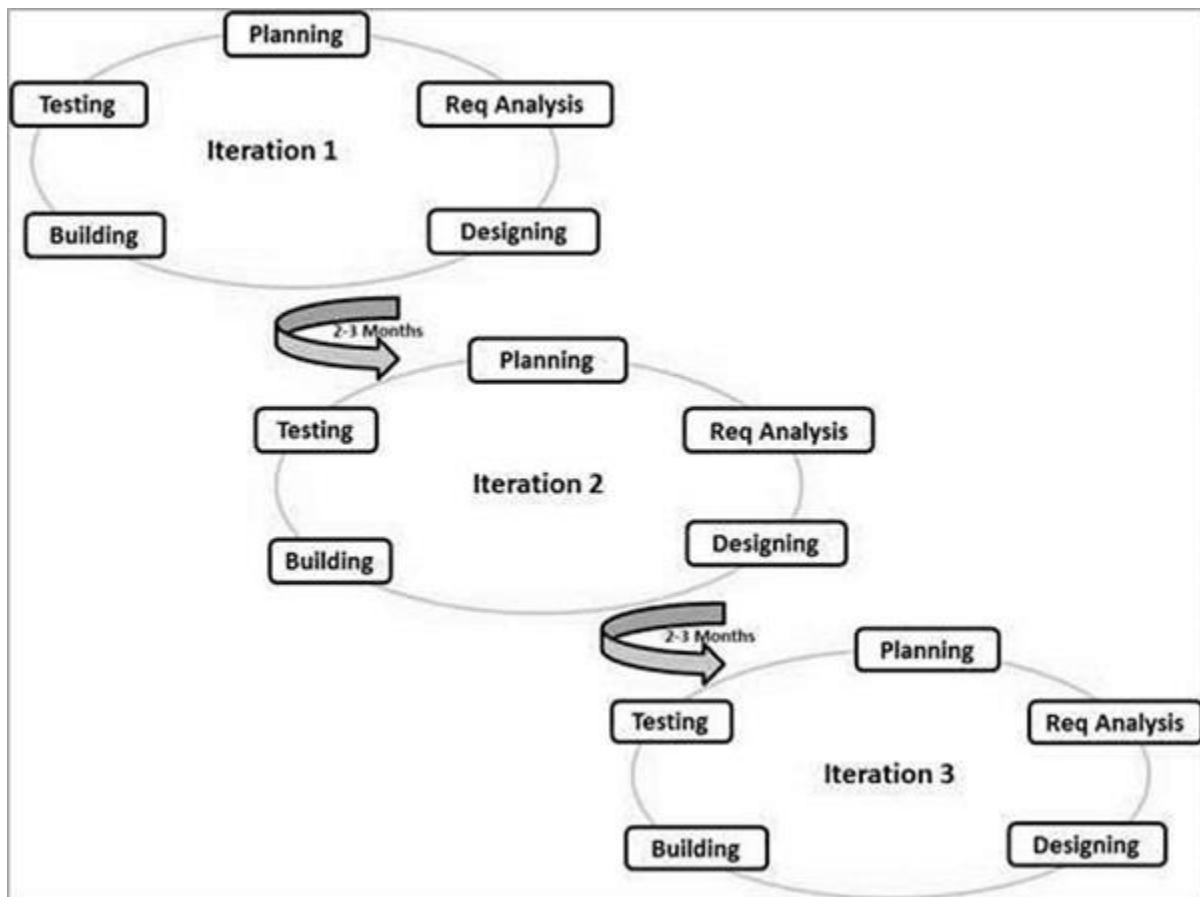 Planning
Testing
Req Analysis
Iteration 1
Building
Designing
2-3 Months
Planning
Testing
Req Analysis
Iteration 2
Building
Designing
2-3 Months
Planning
Testing
Req Analysis
Iteration 3
Building
Designing